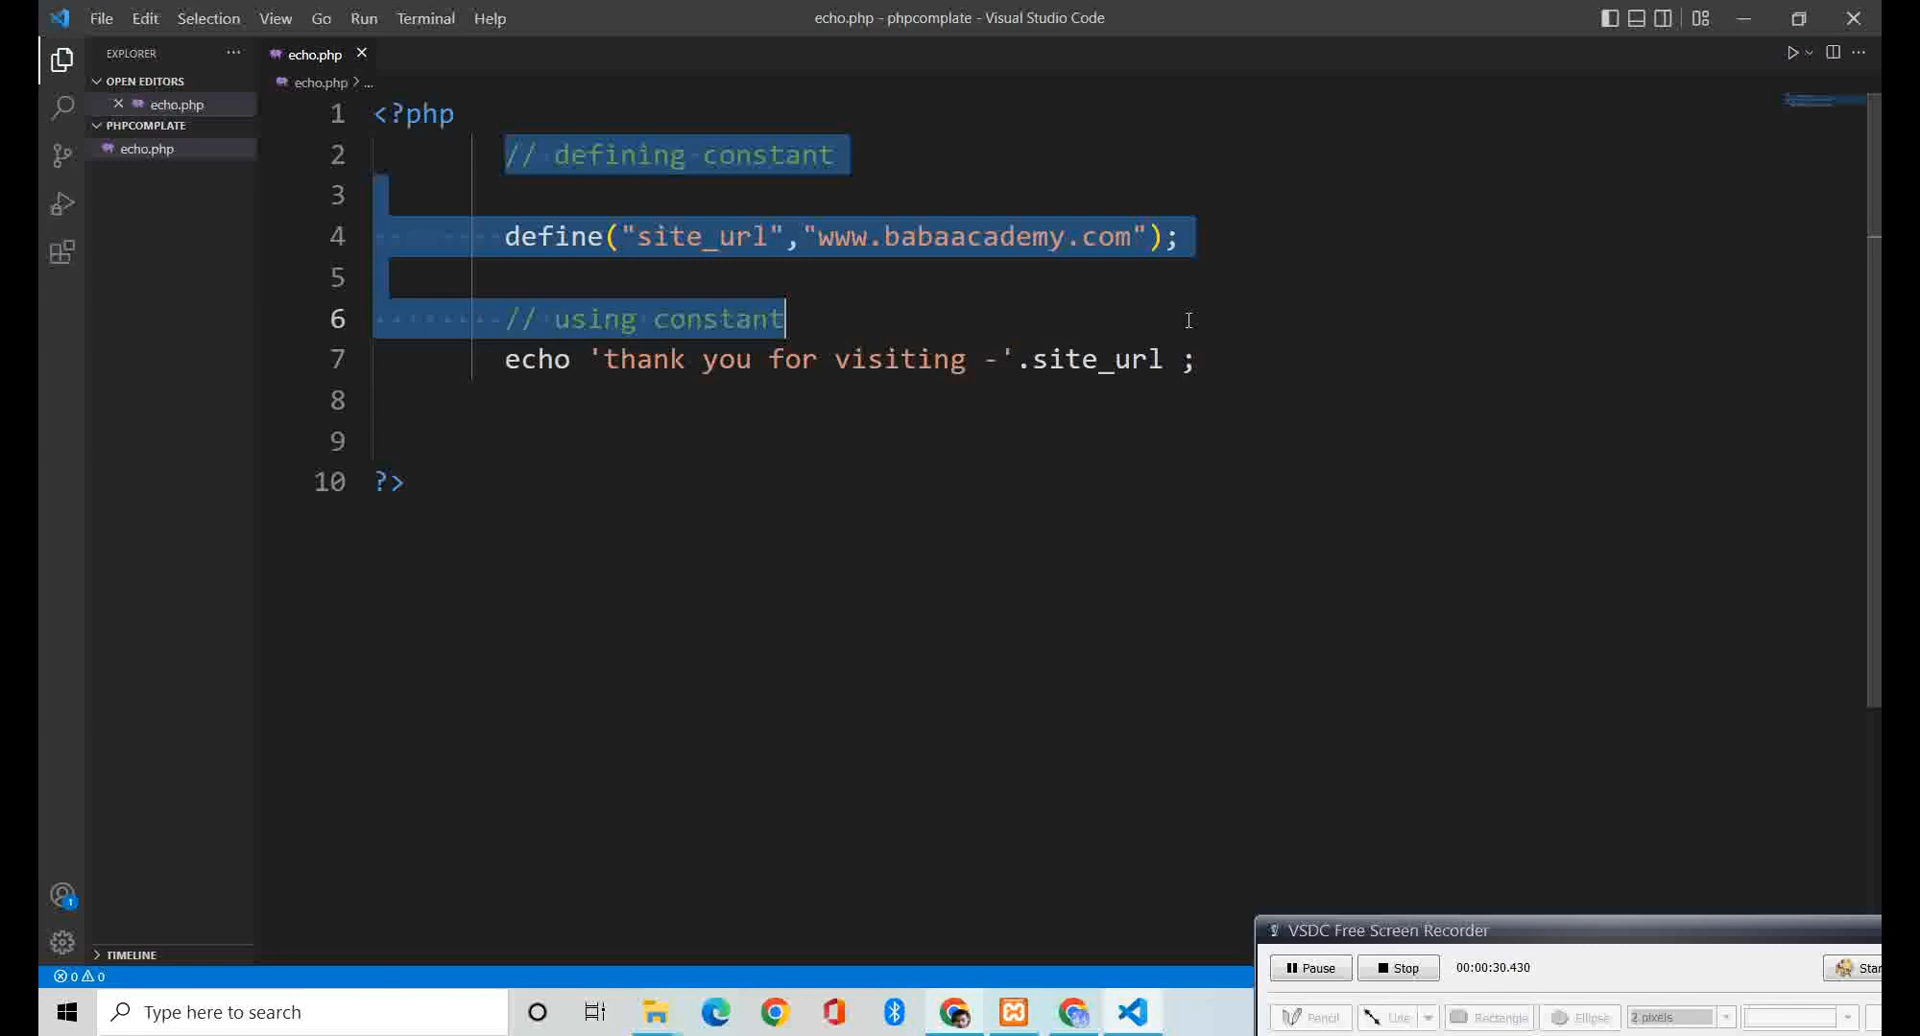 File Edit Selection View Go Run Terminal Help
echo.php - phpcomplate - Visual Studio Code
EXPLORER ...
OPEN EDITORS
echo.php
PHPCOMPLATE
echo.php
echo.php
echo.php > ...
1 <?php
2 // defining constant
3
4 define("site_url","www.babaacademy.com");
5
6 // using constant
7 echo 'thank you for visiting -'.site_url ;
8
9
10 ?>
1
TIMELINE
0 0
VSDC Free Screen Recorder
Pause Stop 00:00:30.430 Star
Pencil Line Rectangle Ellipse 2 pixels
Type here to search